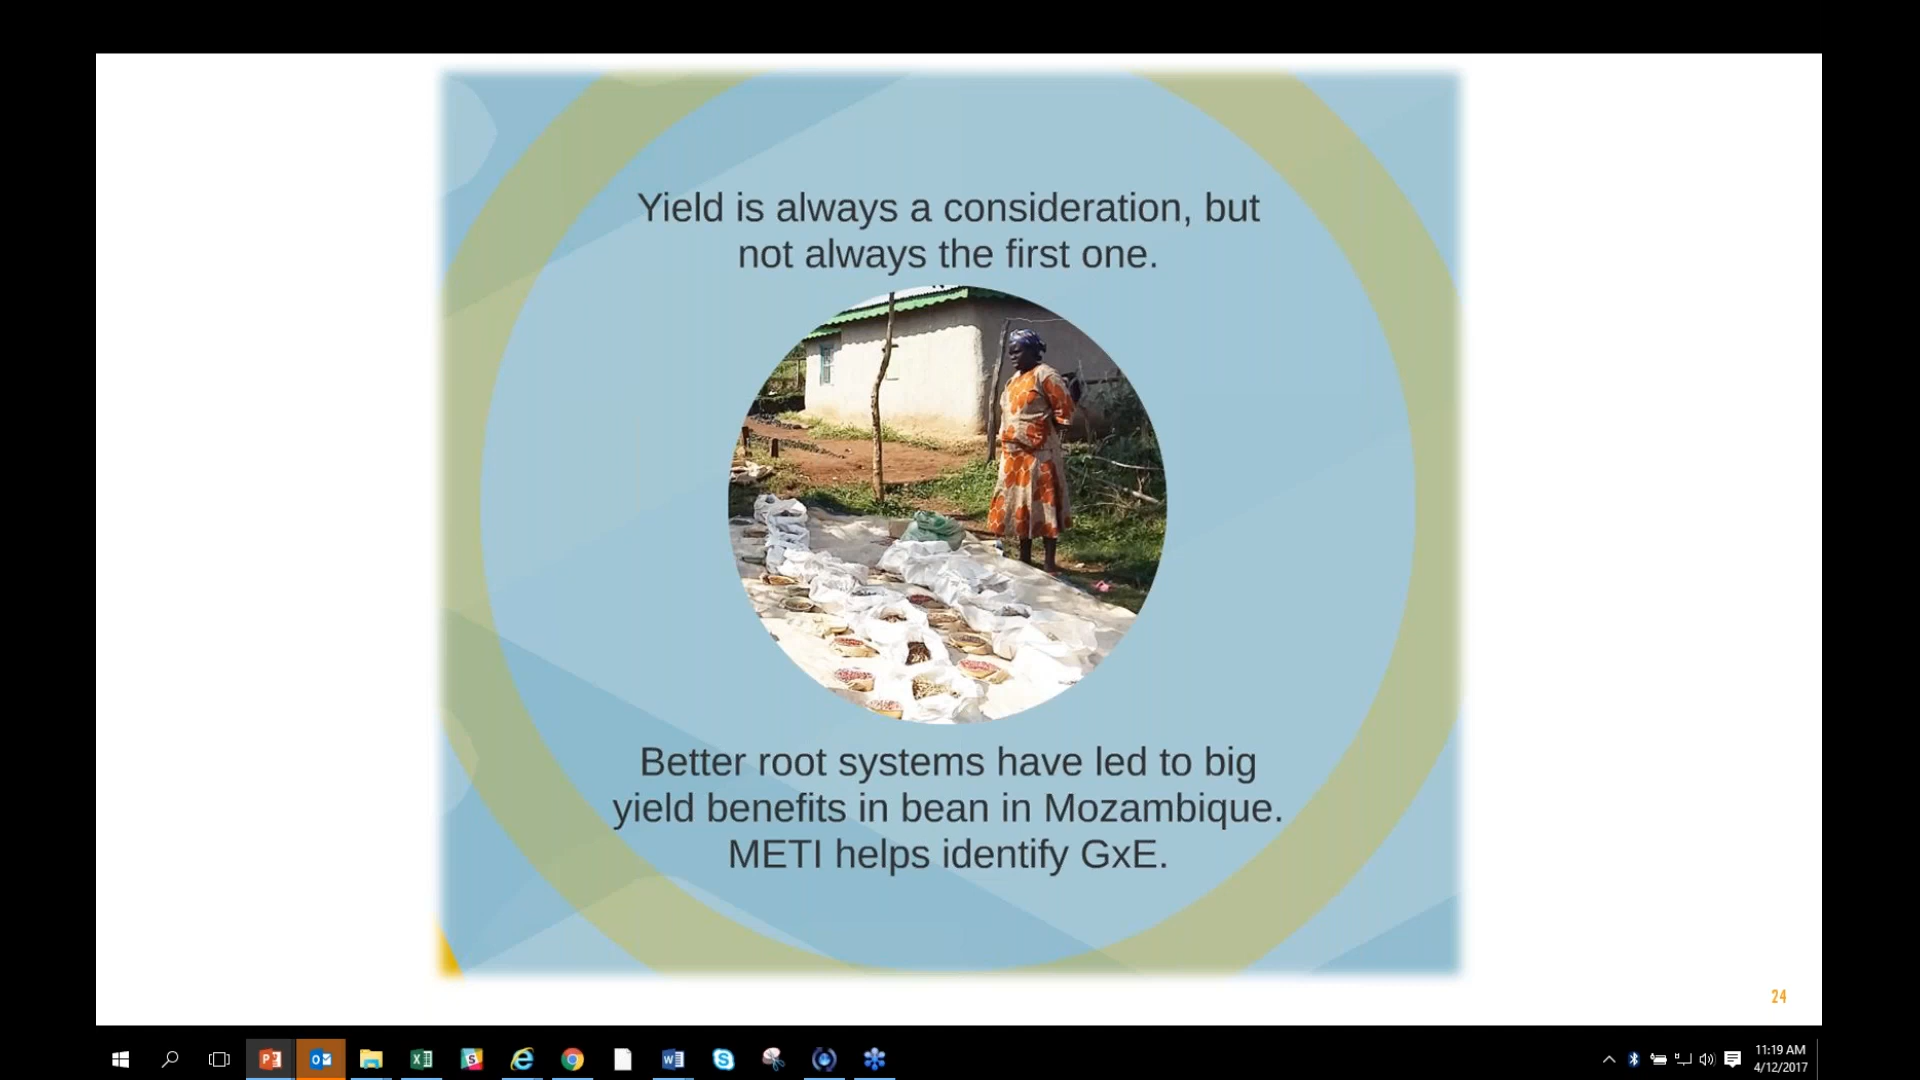 Yield is always a consideration, but
not always the first one.
Better root systems have led to big
yield benefits in bean in Mozambique.
METI helps identify GxE.
24
11:19 AM
4/12/2017